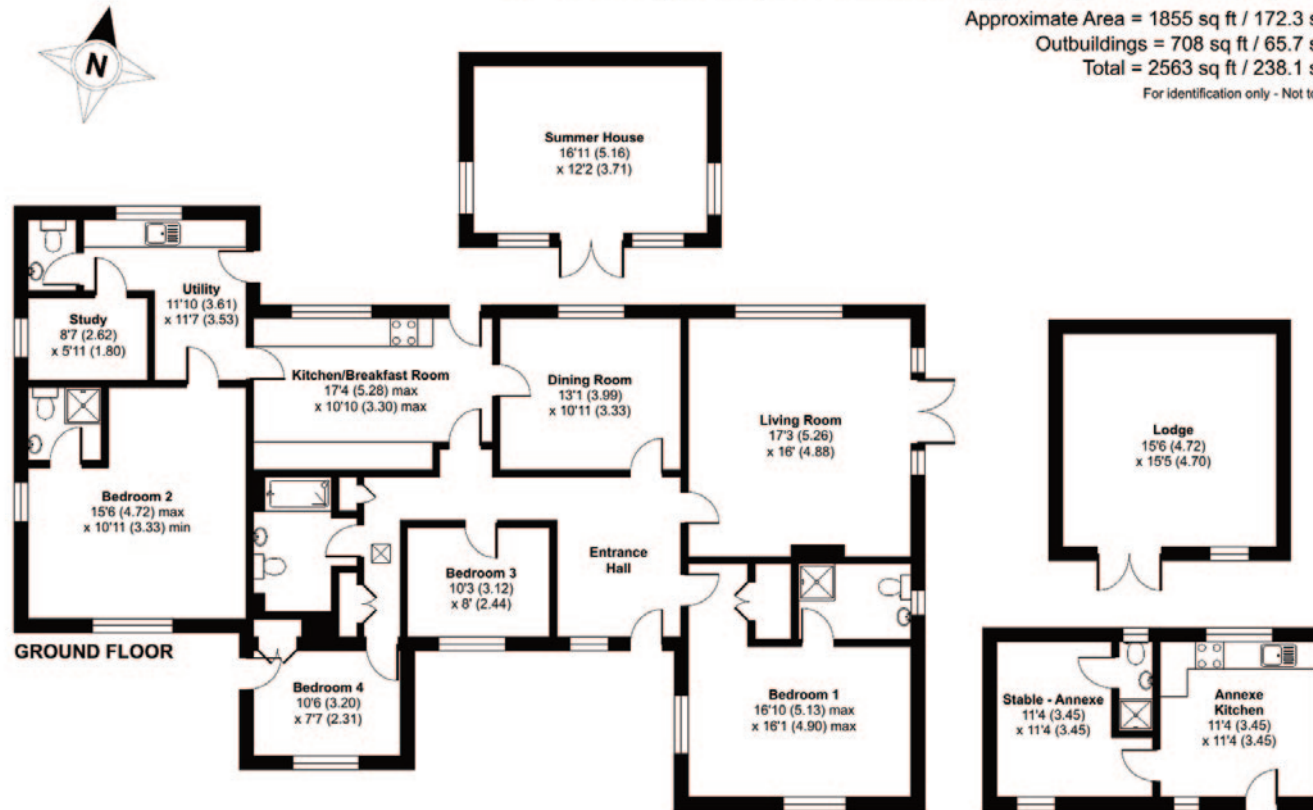 Approximate Area = 1855 sq ft / 172.3 s
Outbuildings = 708 sq ft / 65.7 s
Total = 2563 sq ft / 238.1 s
For identification only - Not to
N
Summer House
16'11 (5.16)
x 12'2 (3.71)
Utility
11'10 (3.61)
x 11'7 (3.53)
Study
8'7 (2.62)
x 5'11 (1.80)
Kitchen/Breakfast Room
17'4 (5.28) max
x 10'10 (3.30) max
Dining Room
13'1 (3.99)
x 10'11 (3.33)
Living Room
17'3 (5.26)
x 16' (4.88)
Lodge
15'6 (4.72)
x 15'5 (4.70)
Bedroom 2
15'6 (4.72) max
x 10'11 (3.33) min
Bedroom 3
10'3 (3.12)
x 8' (2.44)
Entrance
Hall
GROUND FLOOR
Bedroom 4
10'6 (3.20)
x 7'7 (2.31)
Bedroom 1
16'10 (5.13) max
x 16'1 (4.90) max
Stable - Annexe
11'4 (3.45)
x 11'4 (3.45)
Annexe
Kitchen
11'4 (3.45)
x 11'4 (3.45)